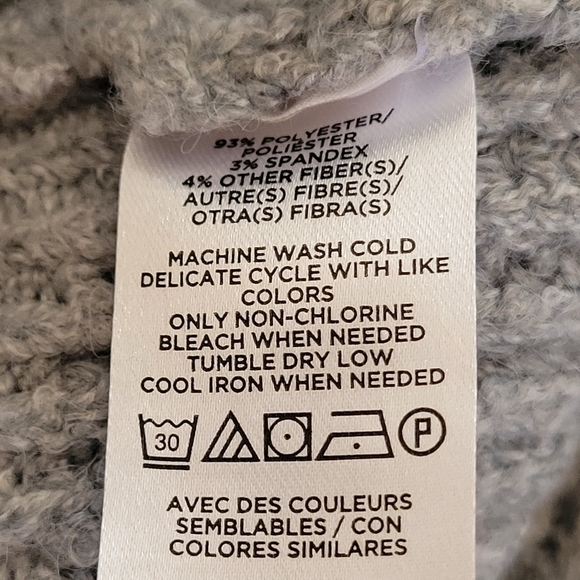 93% POLYESTER/
POLIESTER
3% SPANDEX
4% OTHER FIBER(S)/
AUTRE(S) FIBRE(S)/
OTRA(S) FIBRA(S)
MACHINE WASH COLD
DELICATE CYCLE WITH LIKE
COLORS
ONLY NON-CHLORINE
BLEACH WHEN NEEDED
TUMBLE DRY LOW
COOL IRON WHEN NEEDED
30 P
AVEC DES COULEURS
SEMBLABLES / CON
COLORES SIMILARES